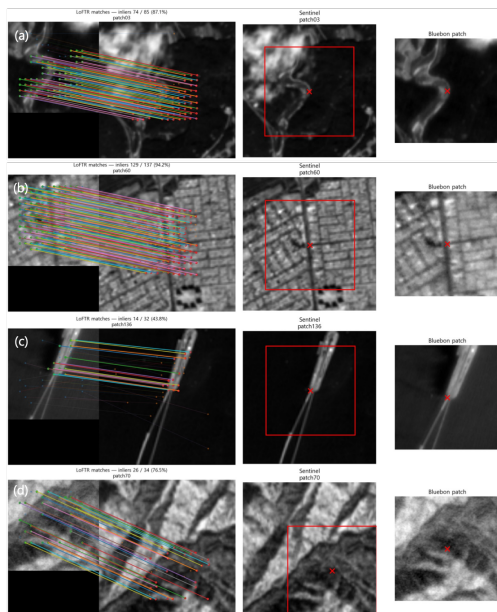 LoFTR matches — inliers 74 / 85 (87.1%)
patch03
Sentinel
patch03
Bluebon patch
(a)
LoFTR matches — inliers 129 / 137 (94.2%)
patch60
Sentinel
patch60
Bluebon patch
(b)
LoFTR matches — inliers 14 / 32 (43.8%)
patch136
Sentinel
patch136
Bluebon patch
(c)
LoFTR matches — inliers 26 / 34 (76.5%)
patch70
Sentinel
patch70
Bluebon patch
(d)